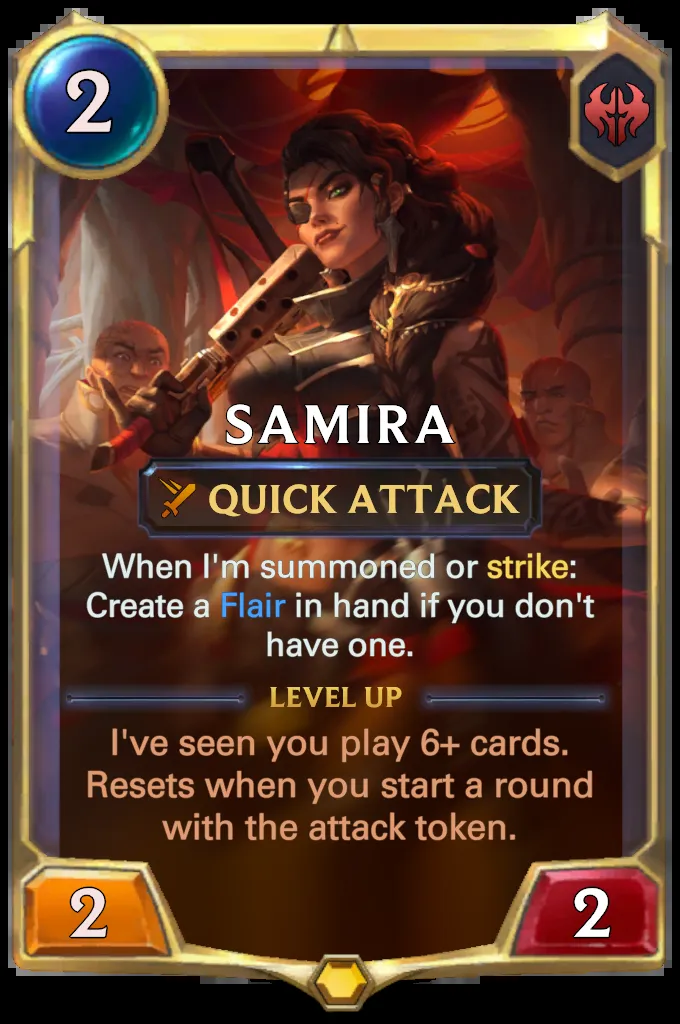 2
SAMIRA
QUICK ATTACK
When I'm summoned or strike:
Create a Flair in hand if you don't
have one.
LEVEL UP
I've seen you play 6+ cards.
Resets when you start a round
with the attack token.
2
2